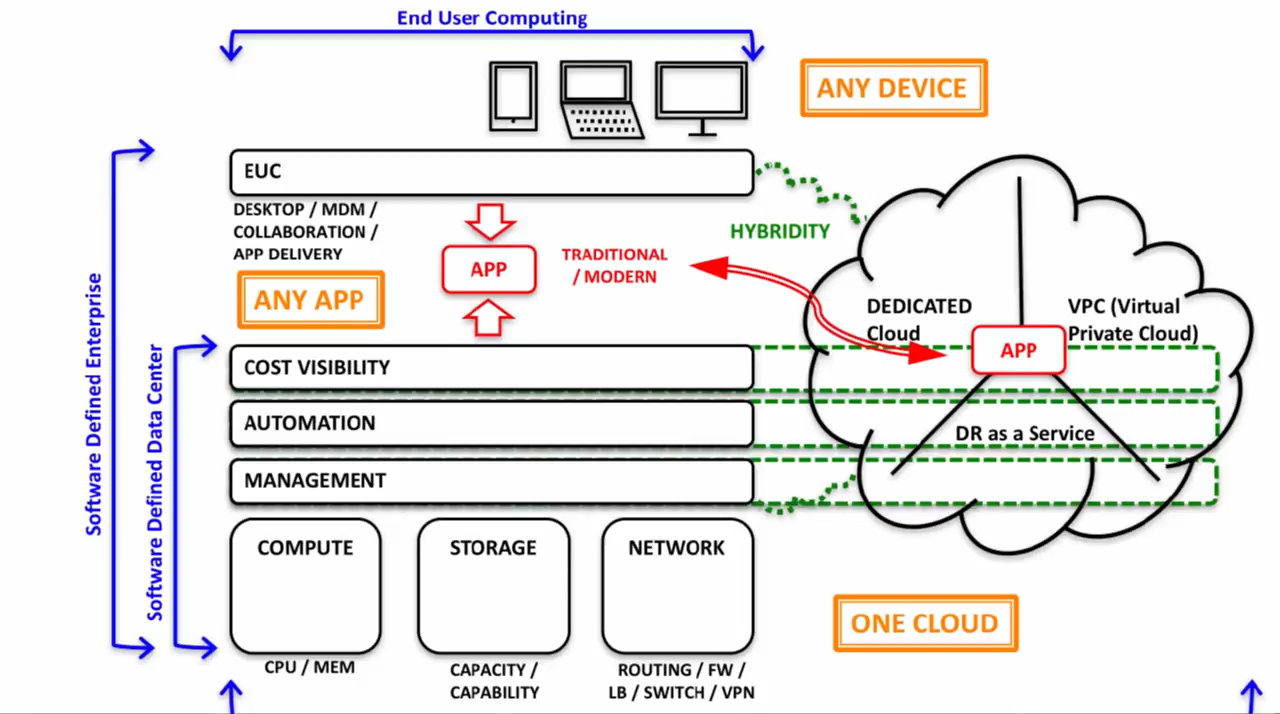 End User Computing
ANY DEVICE
EUC
DESKTOP / MDM /
COLLABORATION /
APP DELIVERY
ANY APP
APP
TRADITIONAL
/ MODERN
HYBRIDITY
DEDICATED
Cloud
VPC (Virtual
Private Cloud)
APP
DR as a Service
COST VISIBILITY
AUTOMATION
MANAGEMENT
Software Defined Enterprise
Software Defined Data Center
COMPUTE
STORAGE
NETWORK
CPU / MEM
CAPACITY /
CAPABILITY
ROUTING / FW /
LB / SWITCH / VPN
ONE CLOUD